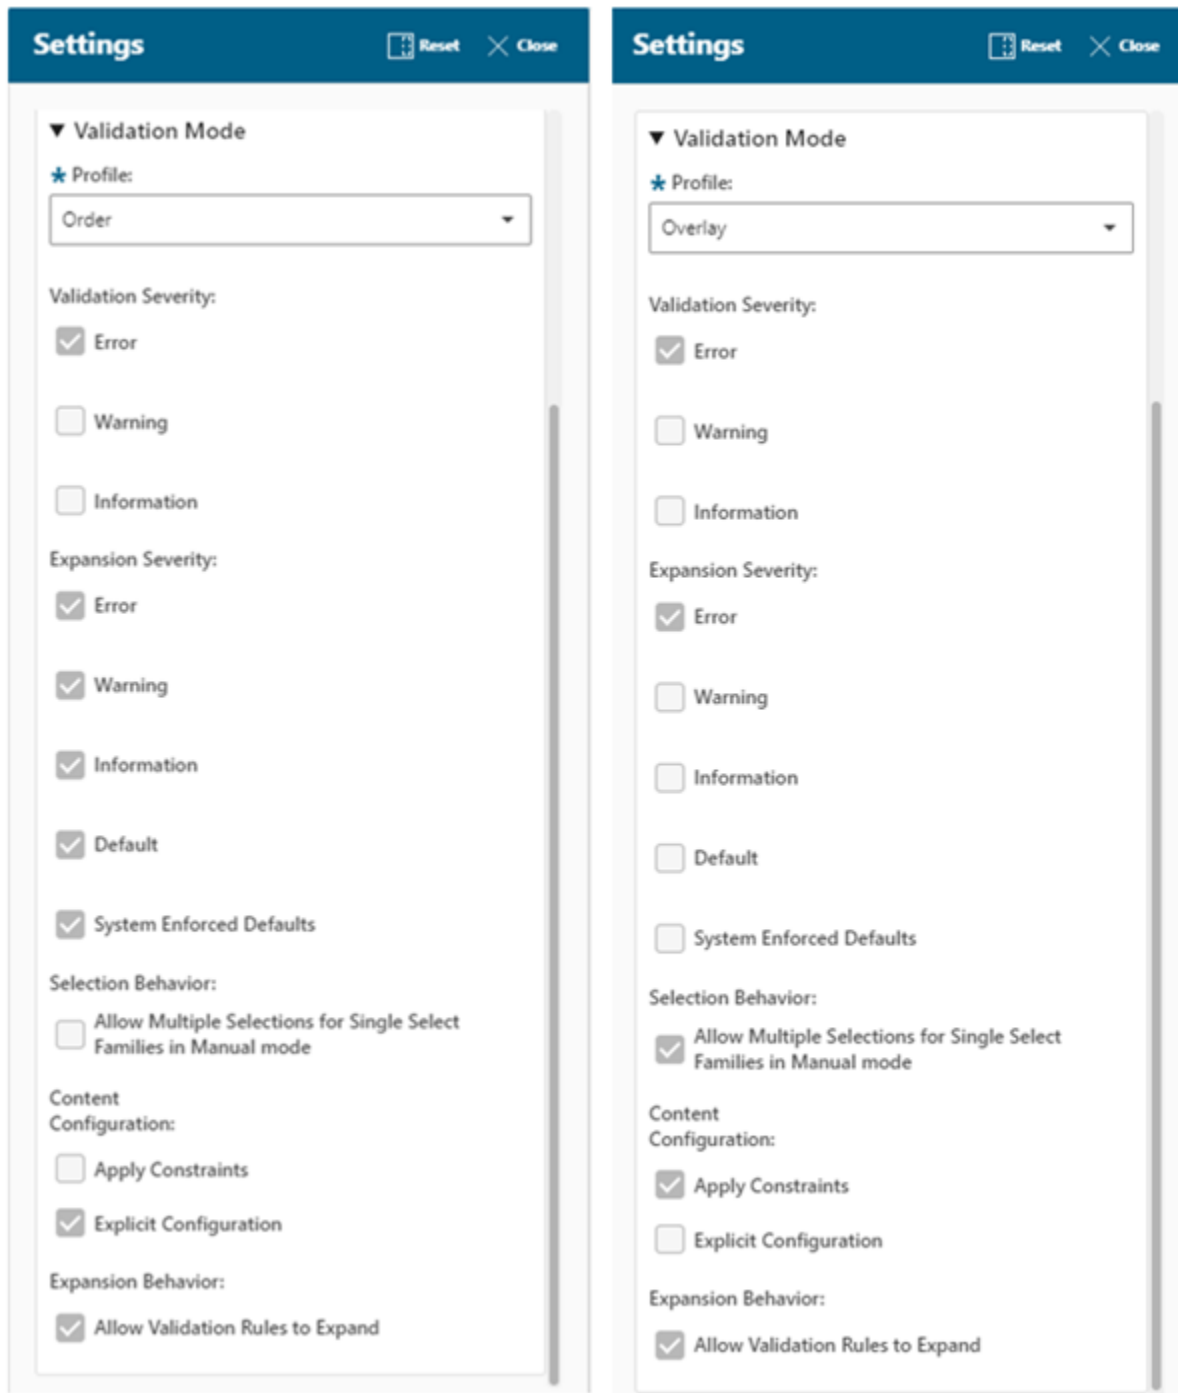 Settings
Reset
Close
Validation Mode
* Profile:
Order
Validation Severity:
Error
Warning
Information
Expansion Severity:
Error
Warning
Information
Default
System Enforced Defaults
Selection Behavior:
Allow Multiple Selections for Single Select
Families in Manual mode
Content
Configuration:
Apply Constraints
Explicit Configuration
Expansion Behavior:
Allow Validation Rules to Expand
Settings
Reset
Close
Validation Mode
* Profile:
Overlay
Validation Severity:
Error
Warning
Information
Expansion Severity:
Error
Warning
Information
Default
System Enforced Defaults
Selection Behavior:
Allow Multiple Selections for Single Select
Families in Manual mode
Content
Configuration:
Apply Constraints
Explicit Configuration
Expansion Behavior:
Allow Validation Rules to Expand